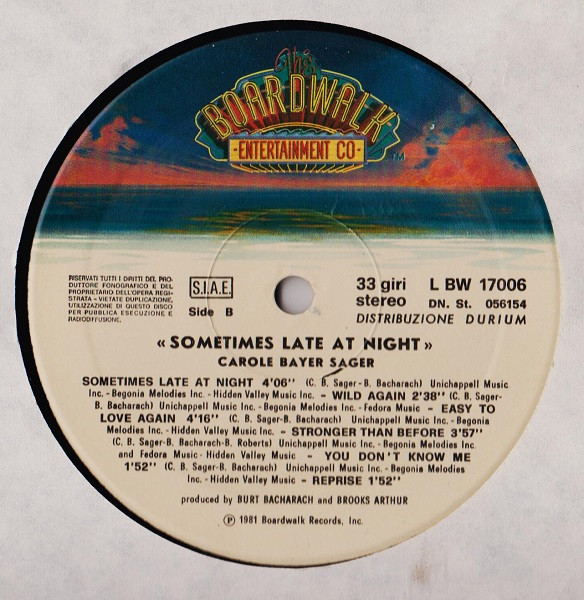 The
BOARDWALK
ENTERTAINMENT CO
TM
RISERVATI TUTTI I DIRITTI DEL PRO-
DUTTORE FONOGRAFICO E DEL
PROPRIETARIO DELL'OPERA REGI-
STRATA - VIETATE DUPLICAZIONE,
UTILIZZAZIONE DI QUESTO DISCO
PER PUBBLICA ESECUZIONE E
RADIODIFFUSIONE.
S.I.A.E.
Side B
33 giri L BW 17006
stereo DN. St. 056154
DISTRIBUZIONE DURIUM
« SOMETIMES LATE AT NIGHT »
CAROLE BAYER SAGER
SOMETIMES LATE AT NIGHT 4'06'' (C. B. Sager-B. Bacharach) Unichappell Music
Inc. - Begonia Melodies Inc. - Hidden Valley Music Inc. - WILD AGAIN 2'38'' (C. B. Sager-
B. Bacharach) Unichappell Music Inc. - Begonia Melodies Inc. - Fedora Music - EASY TO
LOVE AGAIN 4'16'' (C. B. Sager-B. Bacharach) Unichappell Music Inc. - Begonia
Melodies Inc. - Hidden Valley Music Inc. - STRONGER THAN BEFORE 3'57''
(C. B. Sager-B. Bacharach-B. Roberts) Unichappell Music Inc. - Begonia Melodies Inc.
and Fedora Music - Hidden Valley Music Inc. - YOU DON'T KNOW ME
1'52'' (C. B. Sager-B. Bacharach) Unichappell Music Inc. - Begonia Melodies
Inc. - Hidden Valley Music Inc. - REPRISE 1'52''
produced by BURT BACHARACH and BROOKS ARTHUR
Ⓟ 1981 Boardwalk Records, Inc.